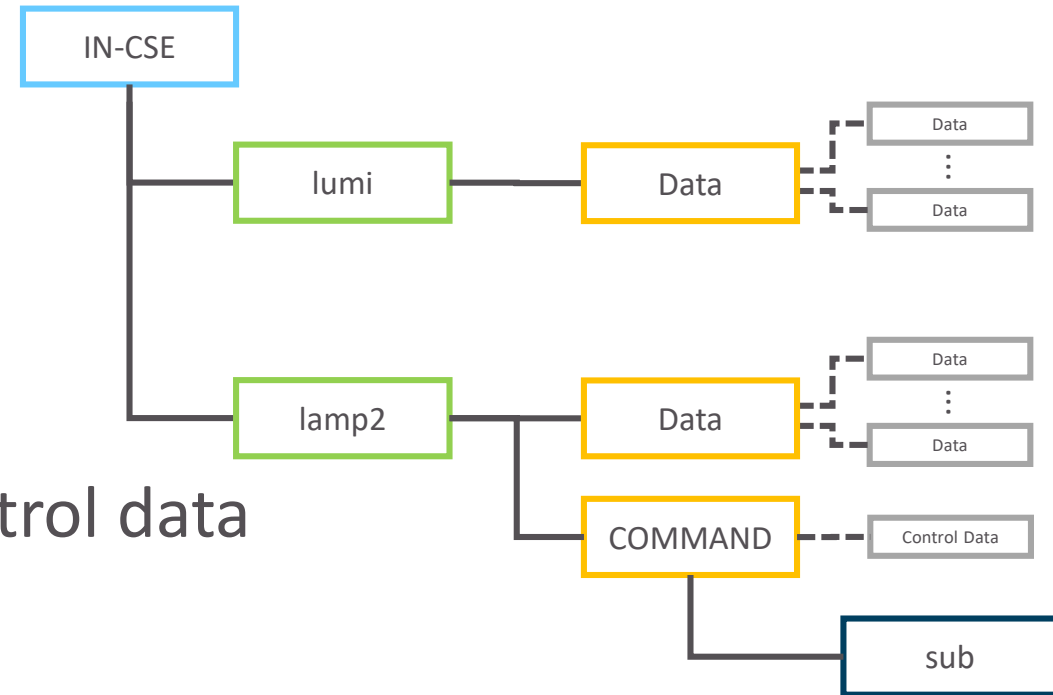 IN-CSE
lumi
Data
Data
⋮
Data
lamp2
Data
Data
⋮
Data
trol data
COMMAND
Control Data
sub